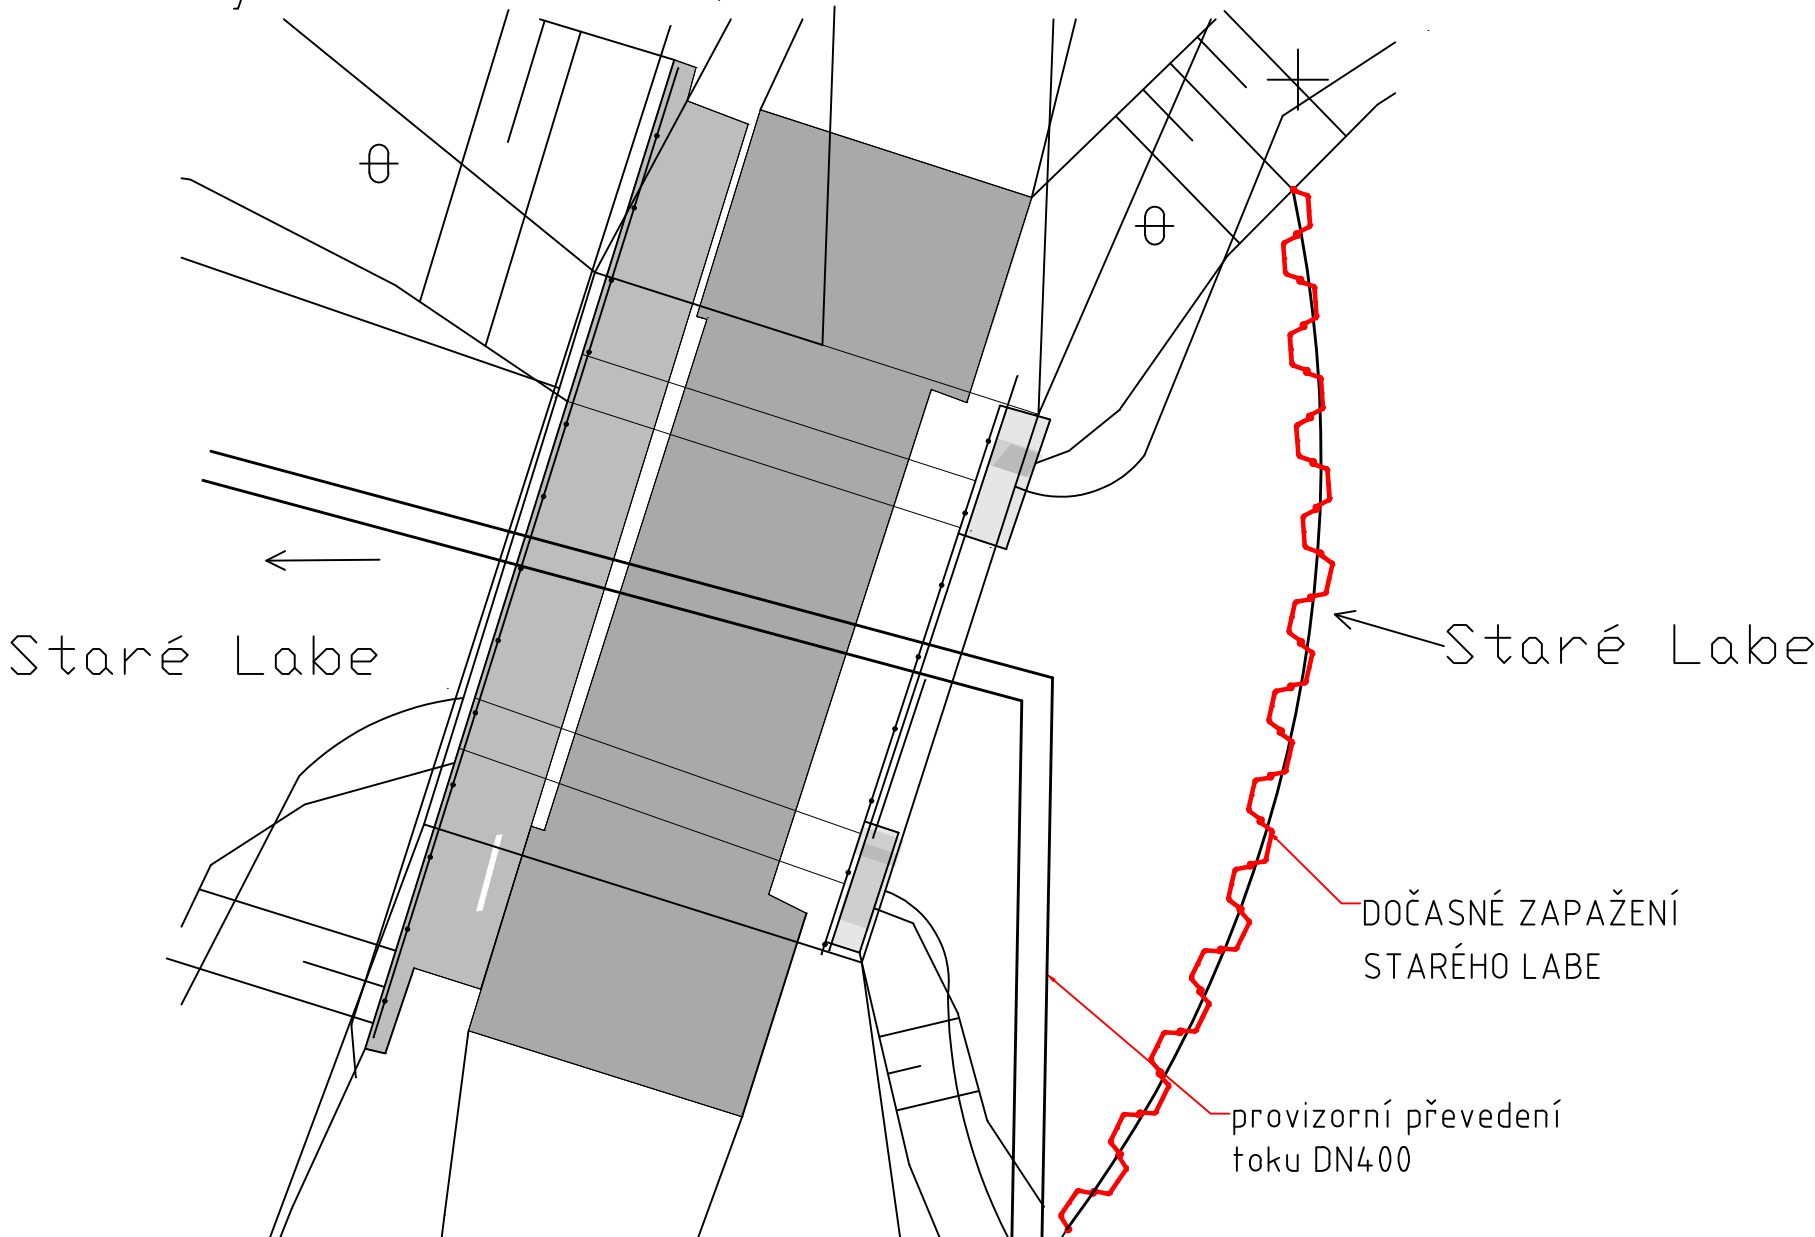 Staré Labe
Staré Labe
DOČASNÉ ZAPAŽENÍ
STARÉHO LABE
provizorní převedení
toku DN400